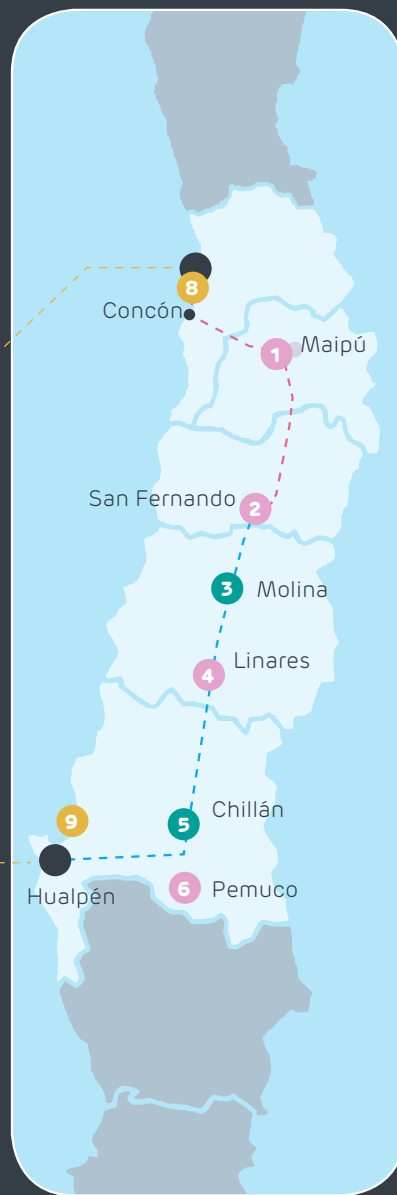 8
Concón
1 Maipú
San Fernando 2
3 Molina
Linares
4
5 Chillán
9
Hualpén
6 Pemuco